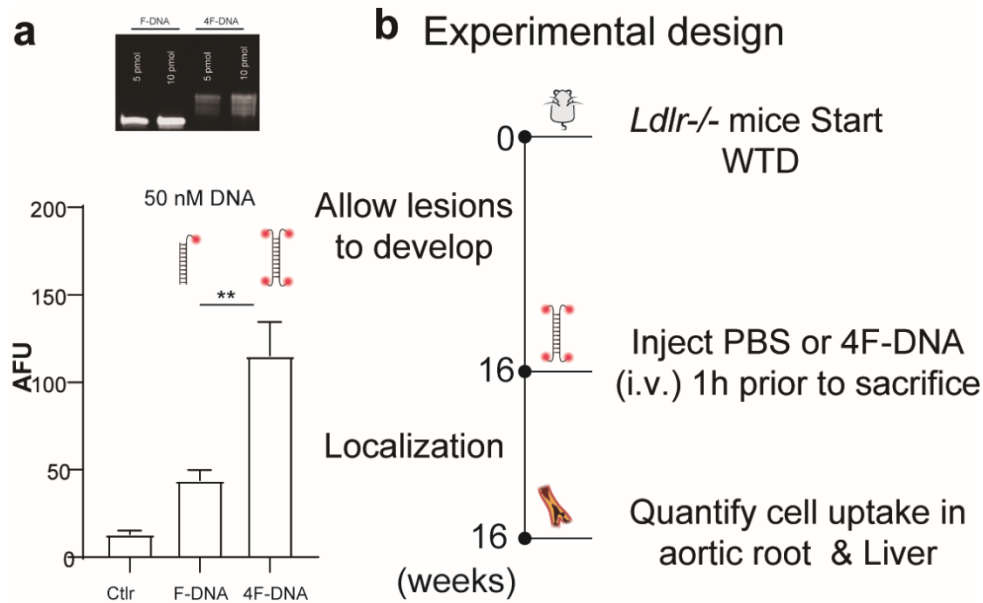 a
F-DNA 4F-DNA
5 pmol
10 pmol
5 pmol
10 pmol
50 nM DNA
200
150
100
50
0
AFU
**
Ctlr F-DNA 4F-DNA
b Experimental design
0
Ldlr-/- mice Start
WTD
Allow lesions
to develop
16
Inject PBS or 4F-DNA
(i.v.) 1h prior to sacrifice
Localization
16
(weeks)
Quantify cell uptake in
aortic root & Liver